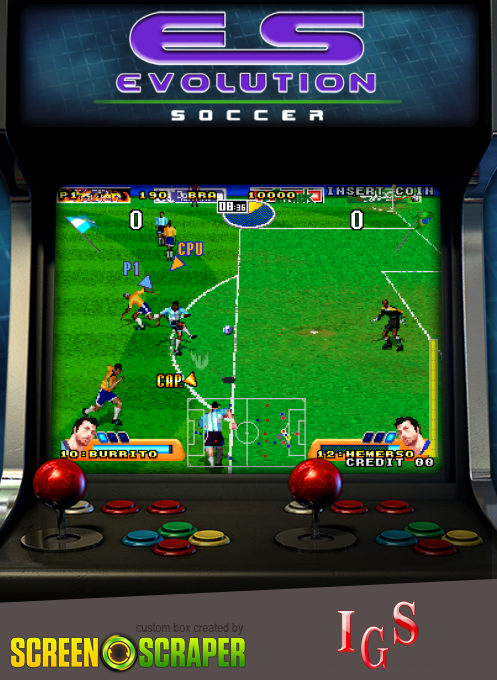 ES
EVOLUTION
SOCCER
P1 190 BRA 10000 INSERT COIN
0 08:36 0
CPU
P1
CAP.
10:BURRITO 12:HEMERSO
CREDIT 00
custom box created by
SCREEN SCRAPER
IGS